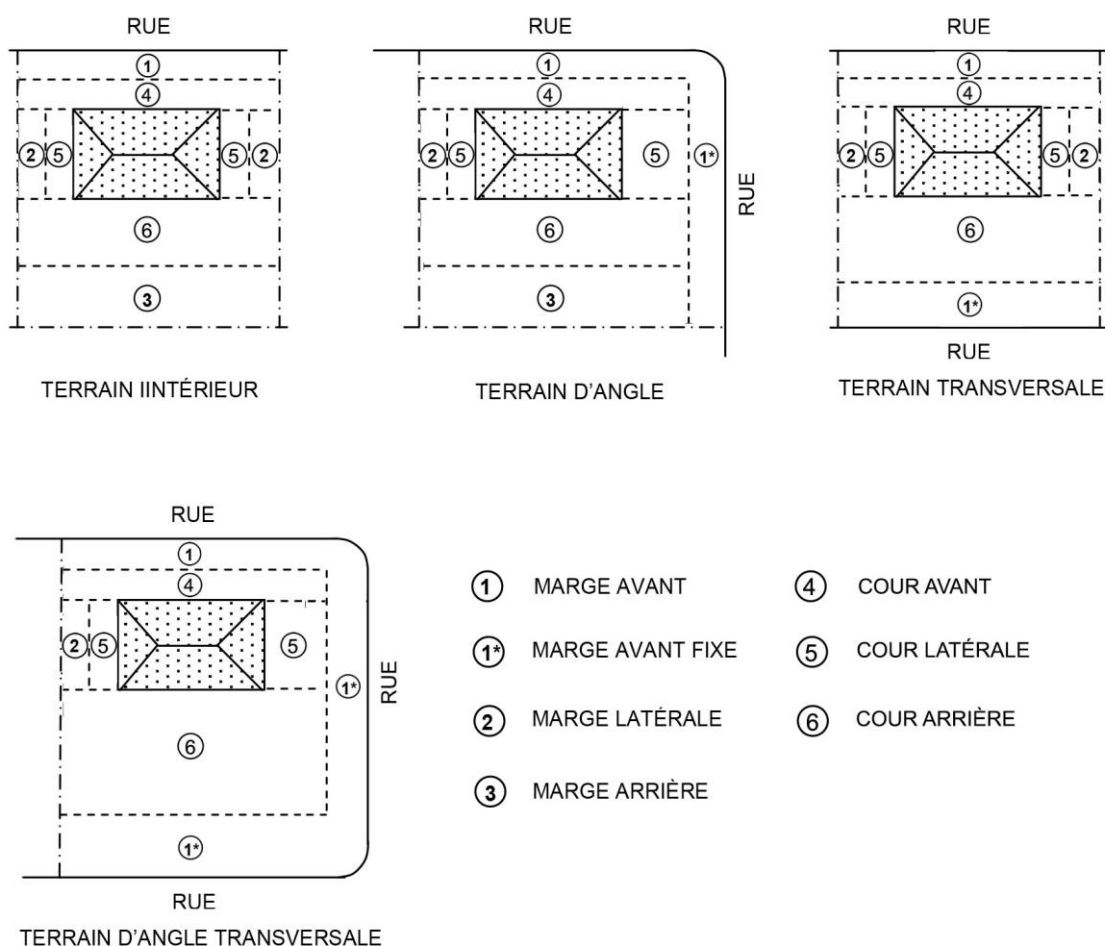 RUE
RUE
RUE
1
1
1
4
4
4
2 5
5 2
2 5
5
1*
RUE
2 5
5 2
6
6
6
3
3
1*
RUE
TERRAIN IINTÉRIEUR
TERRAIN D'ANGLE
TERRAIN TRANSVERSALE
RUE
1
4
2 5
5
1*
RUE
6
1*
RUE
TERRAIN D'ANGLE TRANSVERSALE
1 MARGE AVANT
1* MARGE AVANT FIXE
2 MARGE LATÉRALE
3 MARGE ARRIÈRE
4 COUR AVANT
5 COUR LATÉRALE
6 COUR ARRIÈRE